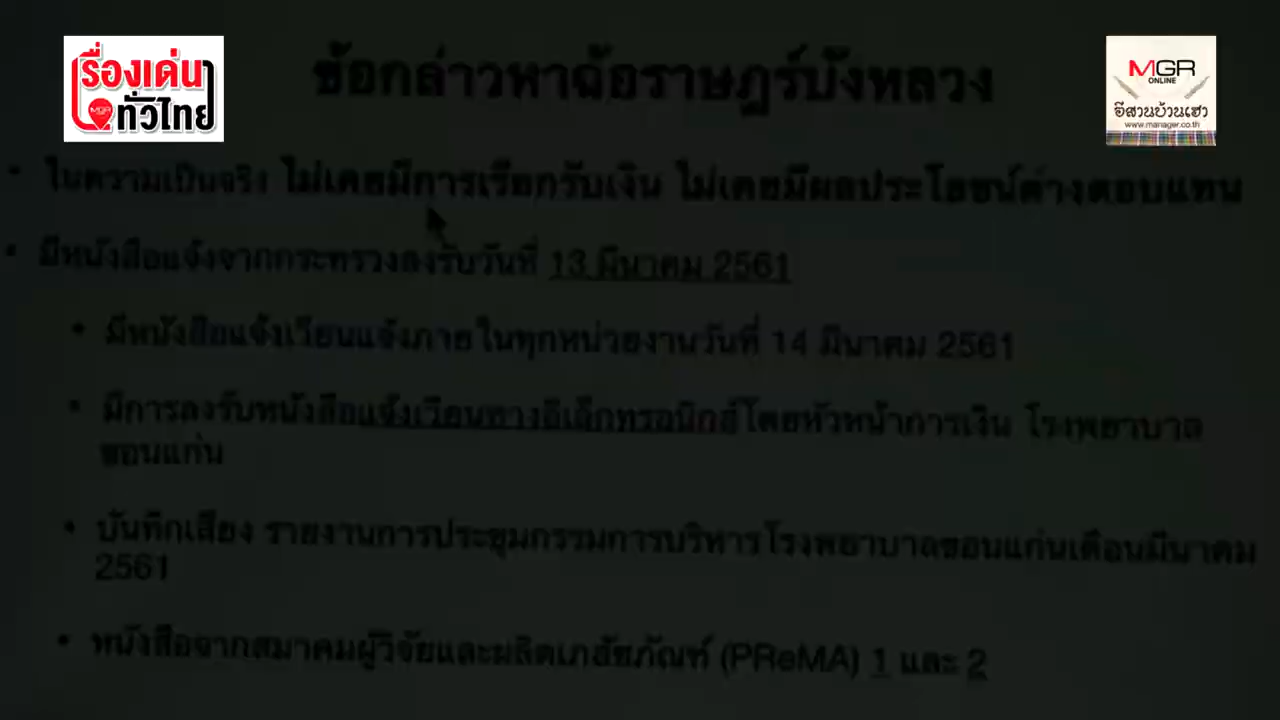 เรื่องเด่น
MGR
ทั่วไทย
MGR
ONLINE
อีสานบ้านเฮา
www.manager.co.th
ข้อกล่าวหาฉ้อราษฎร์บังหลวง
• ในความเป็นจริง ไม่เคยมีการเรียกรับเงิน ไม่เคยมีผลประโยชน์ต่างตอบแทน
• มีหนังสือแจ้งจากกระทรวงลงรับวันที่ 13 มีนาคม 2561
• มีหนังสือแจ้งเวียนแจ้งภายในทุกหน่วยงานวันที่ 14 มีนาคม 2561
• มีการลงรับหนังสือแจ้งเวียนทางอิเล็กทรอนิกส์โดยหัวหน้าการเงิน โรงพยาบาล
ขอนแก่น
• บันทึกเสียง รายงานการประชุมกรรมการบริหารโรงพยาบาลขอนแก่นเดือนมีนาคม
2561
• หนังสือจากสมาคมผู้วิจัยและผลิตเภสัชภัณฑ์ (PReMA) 1 และ 2